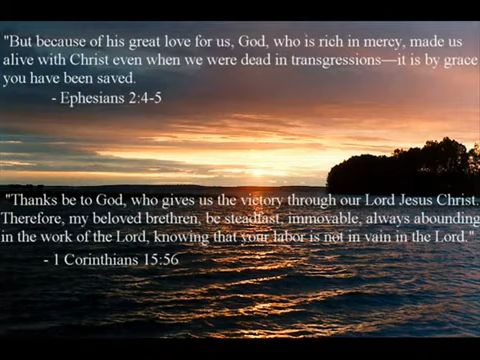 "But because of his great love for us, God, who is rich in mercy, made us
alive with Christ even when we were dead in transgressions—it is by grace
you have been saved.
- Ephesians 2:4-5
"Thanks be to God, who gives us the victory through our Lord Jesus Christ.
Therefore, my beloved brethren, be steadfast, immovable, always abounding
in the work of the Lord, knowing that your labor is not in vain in the Lord."
- 1 Corinthians 15:56